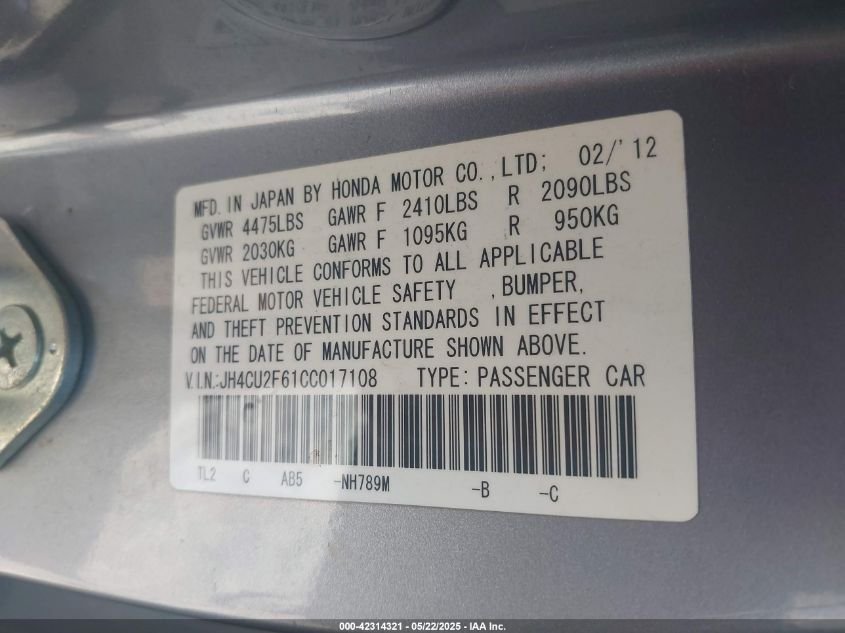 MFD. IN JAPAN BY HONDA MOTOR CO.,LTD; 02/'12
GVWR 4475LBS GAWR F 2410LBS R 2090LBS
GVWR 2030KG GAWR F 1095KG R 950KG
THIS VEHICLE CONFORMS TO ALL APPLICABLE
FEDERAL MOTOR VEHICLE SAFETY ,BUMPER,
AND THEFT PREVENTION STANDARDS IN EFFECT
ON THE DATE OF MANUFACTURE SHOWN ABOVE.
V.I.N.:JH4CU2F61CC017108 TYPE: PASSENGER CAR
TL2 C AB5 -NH789M -B -C
000-42314321 - 05/22/2025 - IAA Inc.